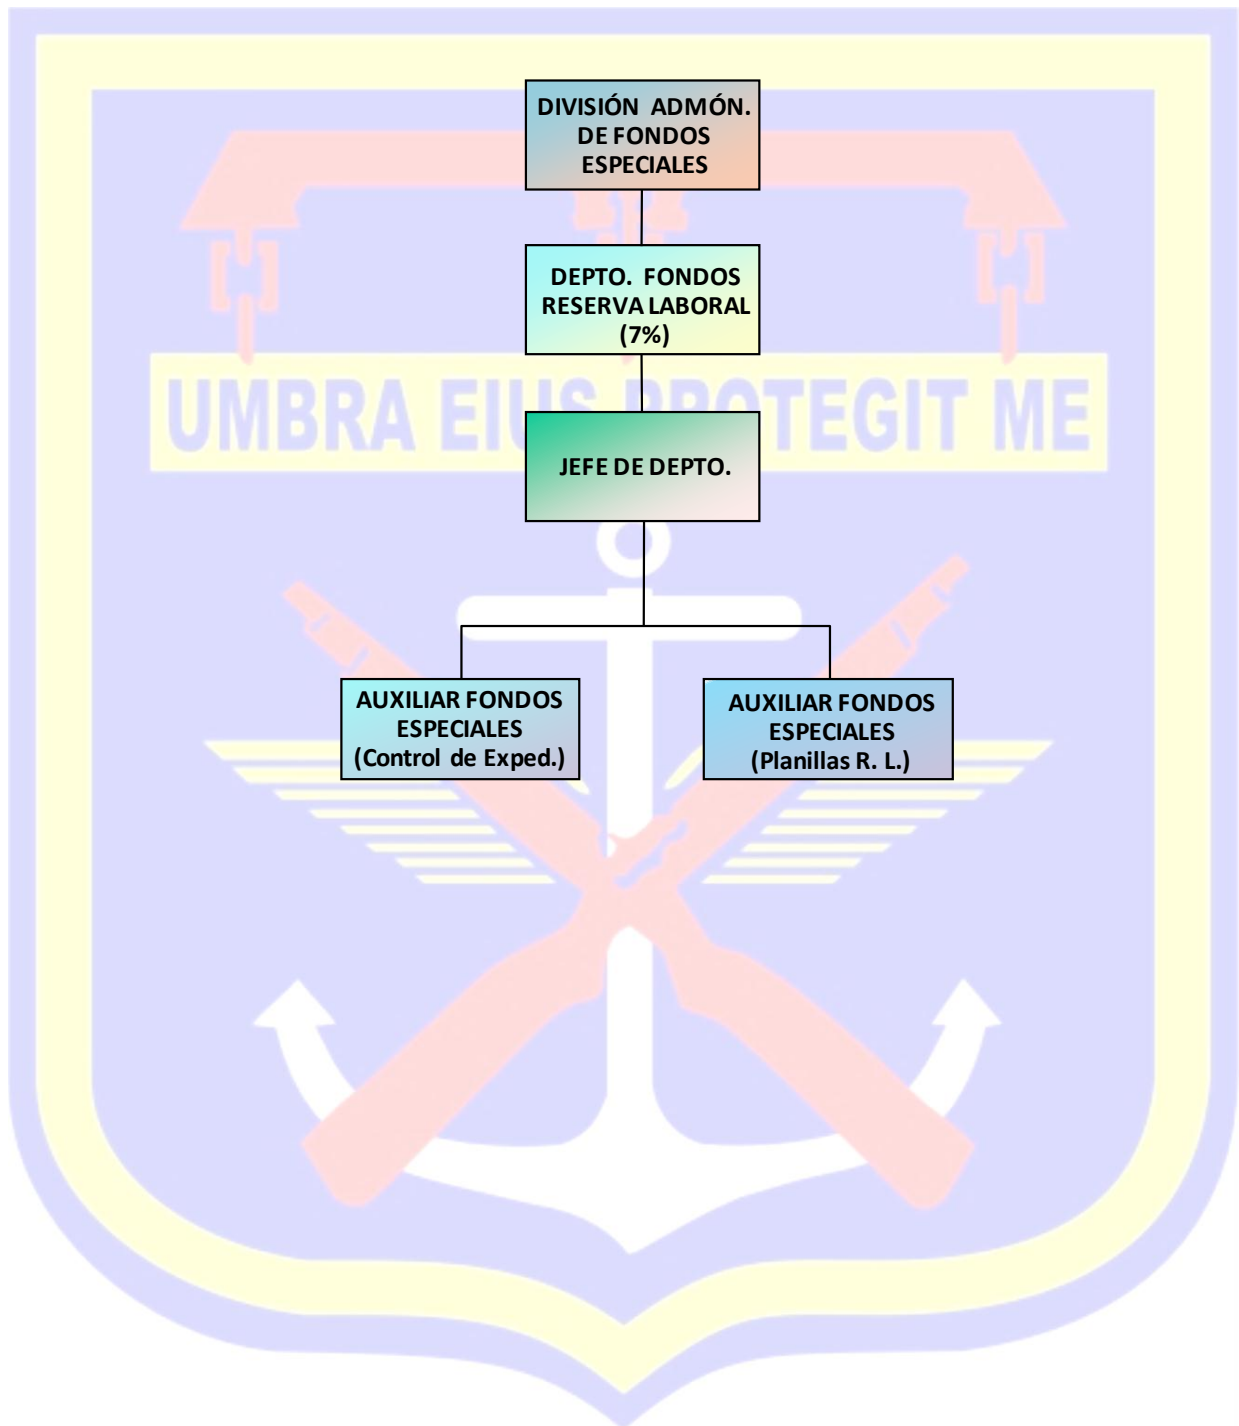 DIVISIÓN ADMÓN.
DE FONDOS
ESPECIALES
DEPTO. FONDOS
RESERVA LABORAL
(7%)
UMBRA EIUS PROTEGIT ME
JEFE DE DEPTO.
AUXILIAR FONDOS
ESPECIALES
(Control de Exped.)
AUXILIAR FONDOS
ESPECIALES
(Planillas R. L.)